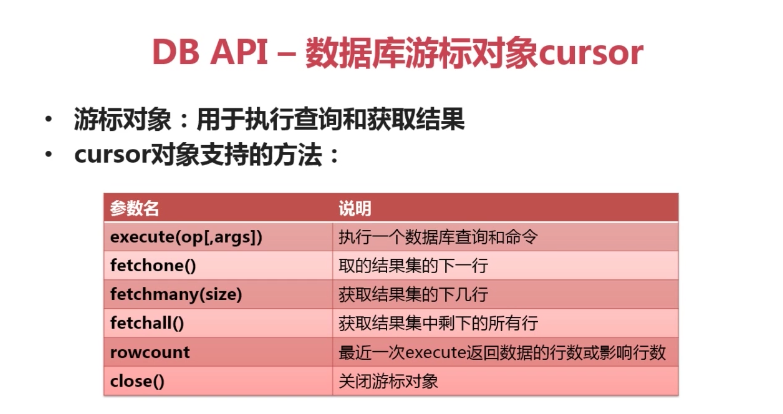 DB API – 数据库游标对象cursor
• 游标对象：用于执行查询和获取结果
• cursor对象支持的方法：
参数名 说明
execute(op[,args]) 执行一个数据库查询和命令
fetchone() 取的结果集的下一行
fetchmany(size) 获取结果集的下几行
fetchall() 获取结果集中剩下的所有行
rowcount 最近一次execute返回数据的行数或影响行数
close() 关闭游标对象